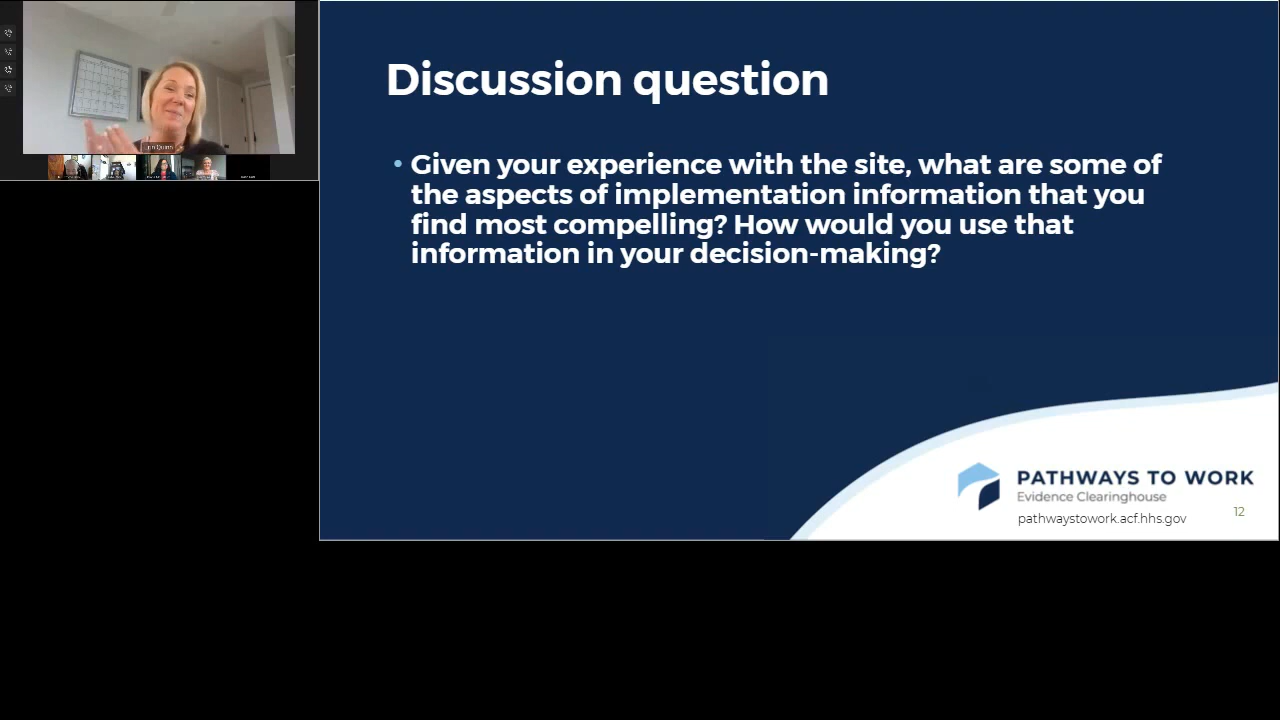 Discussion question
• Given your experience with the site, what are some of
the aspects of implementation information that you
find most compelling? How would you use that
information in your decision-making?
PATHWAYS TO WORK
Evidence Clearinghouse
pathwaystowork.acf.hhs.gov
12